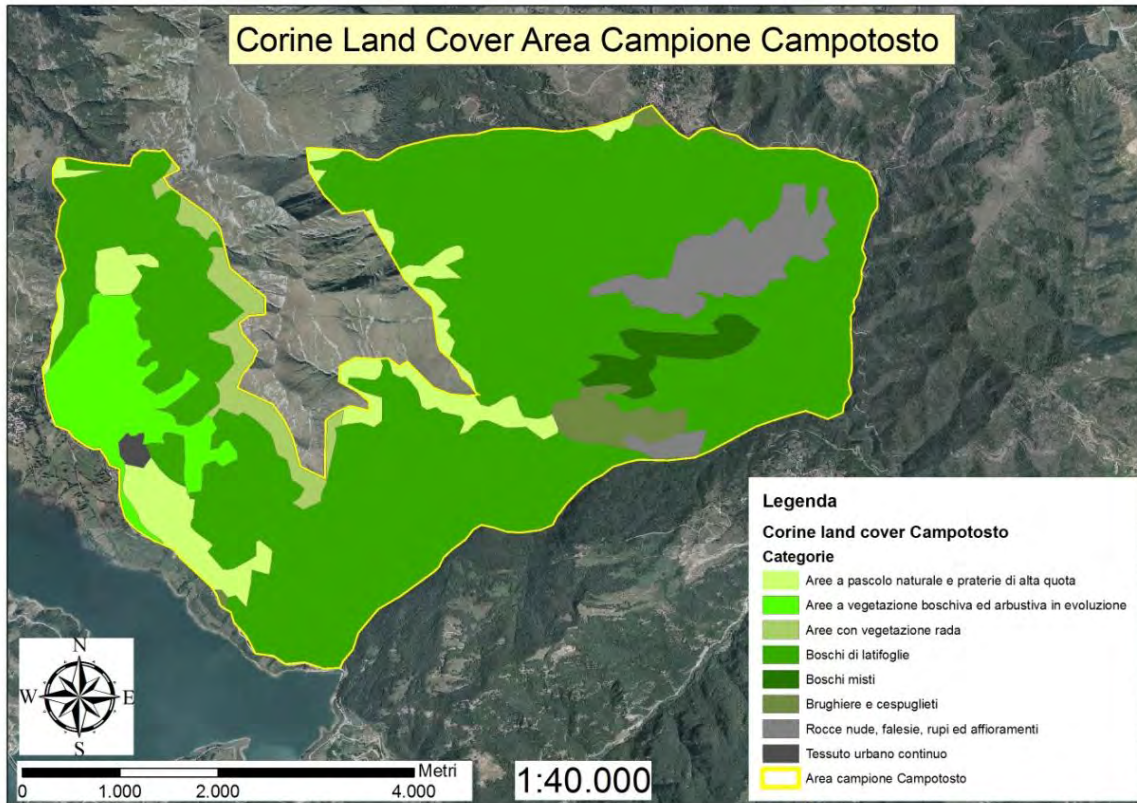 Corine Land Cover Area Campione Campotosto
Legenda
Corine land cover Campotosto
Categorie
Aree a pascolo naturale e praterie di alta quota
Aree a vegetazione boschiva ed arbustiva in evoluzione
Aree con vegetazione rada
Boschi di latifoglie
Boschi misti
Brughiere e cespuglieti
Rocce nude, falesie, rupi ed affioramenti
Tessuto urbano continuo
Area campione Campotosto
N
W E
S
Metri
0 1.000 2.000 4.000
1:40.000